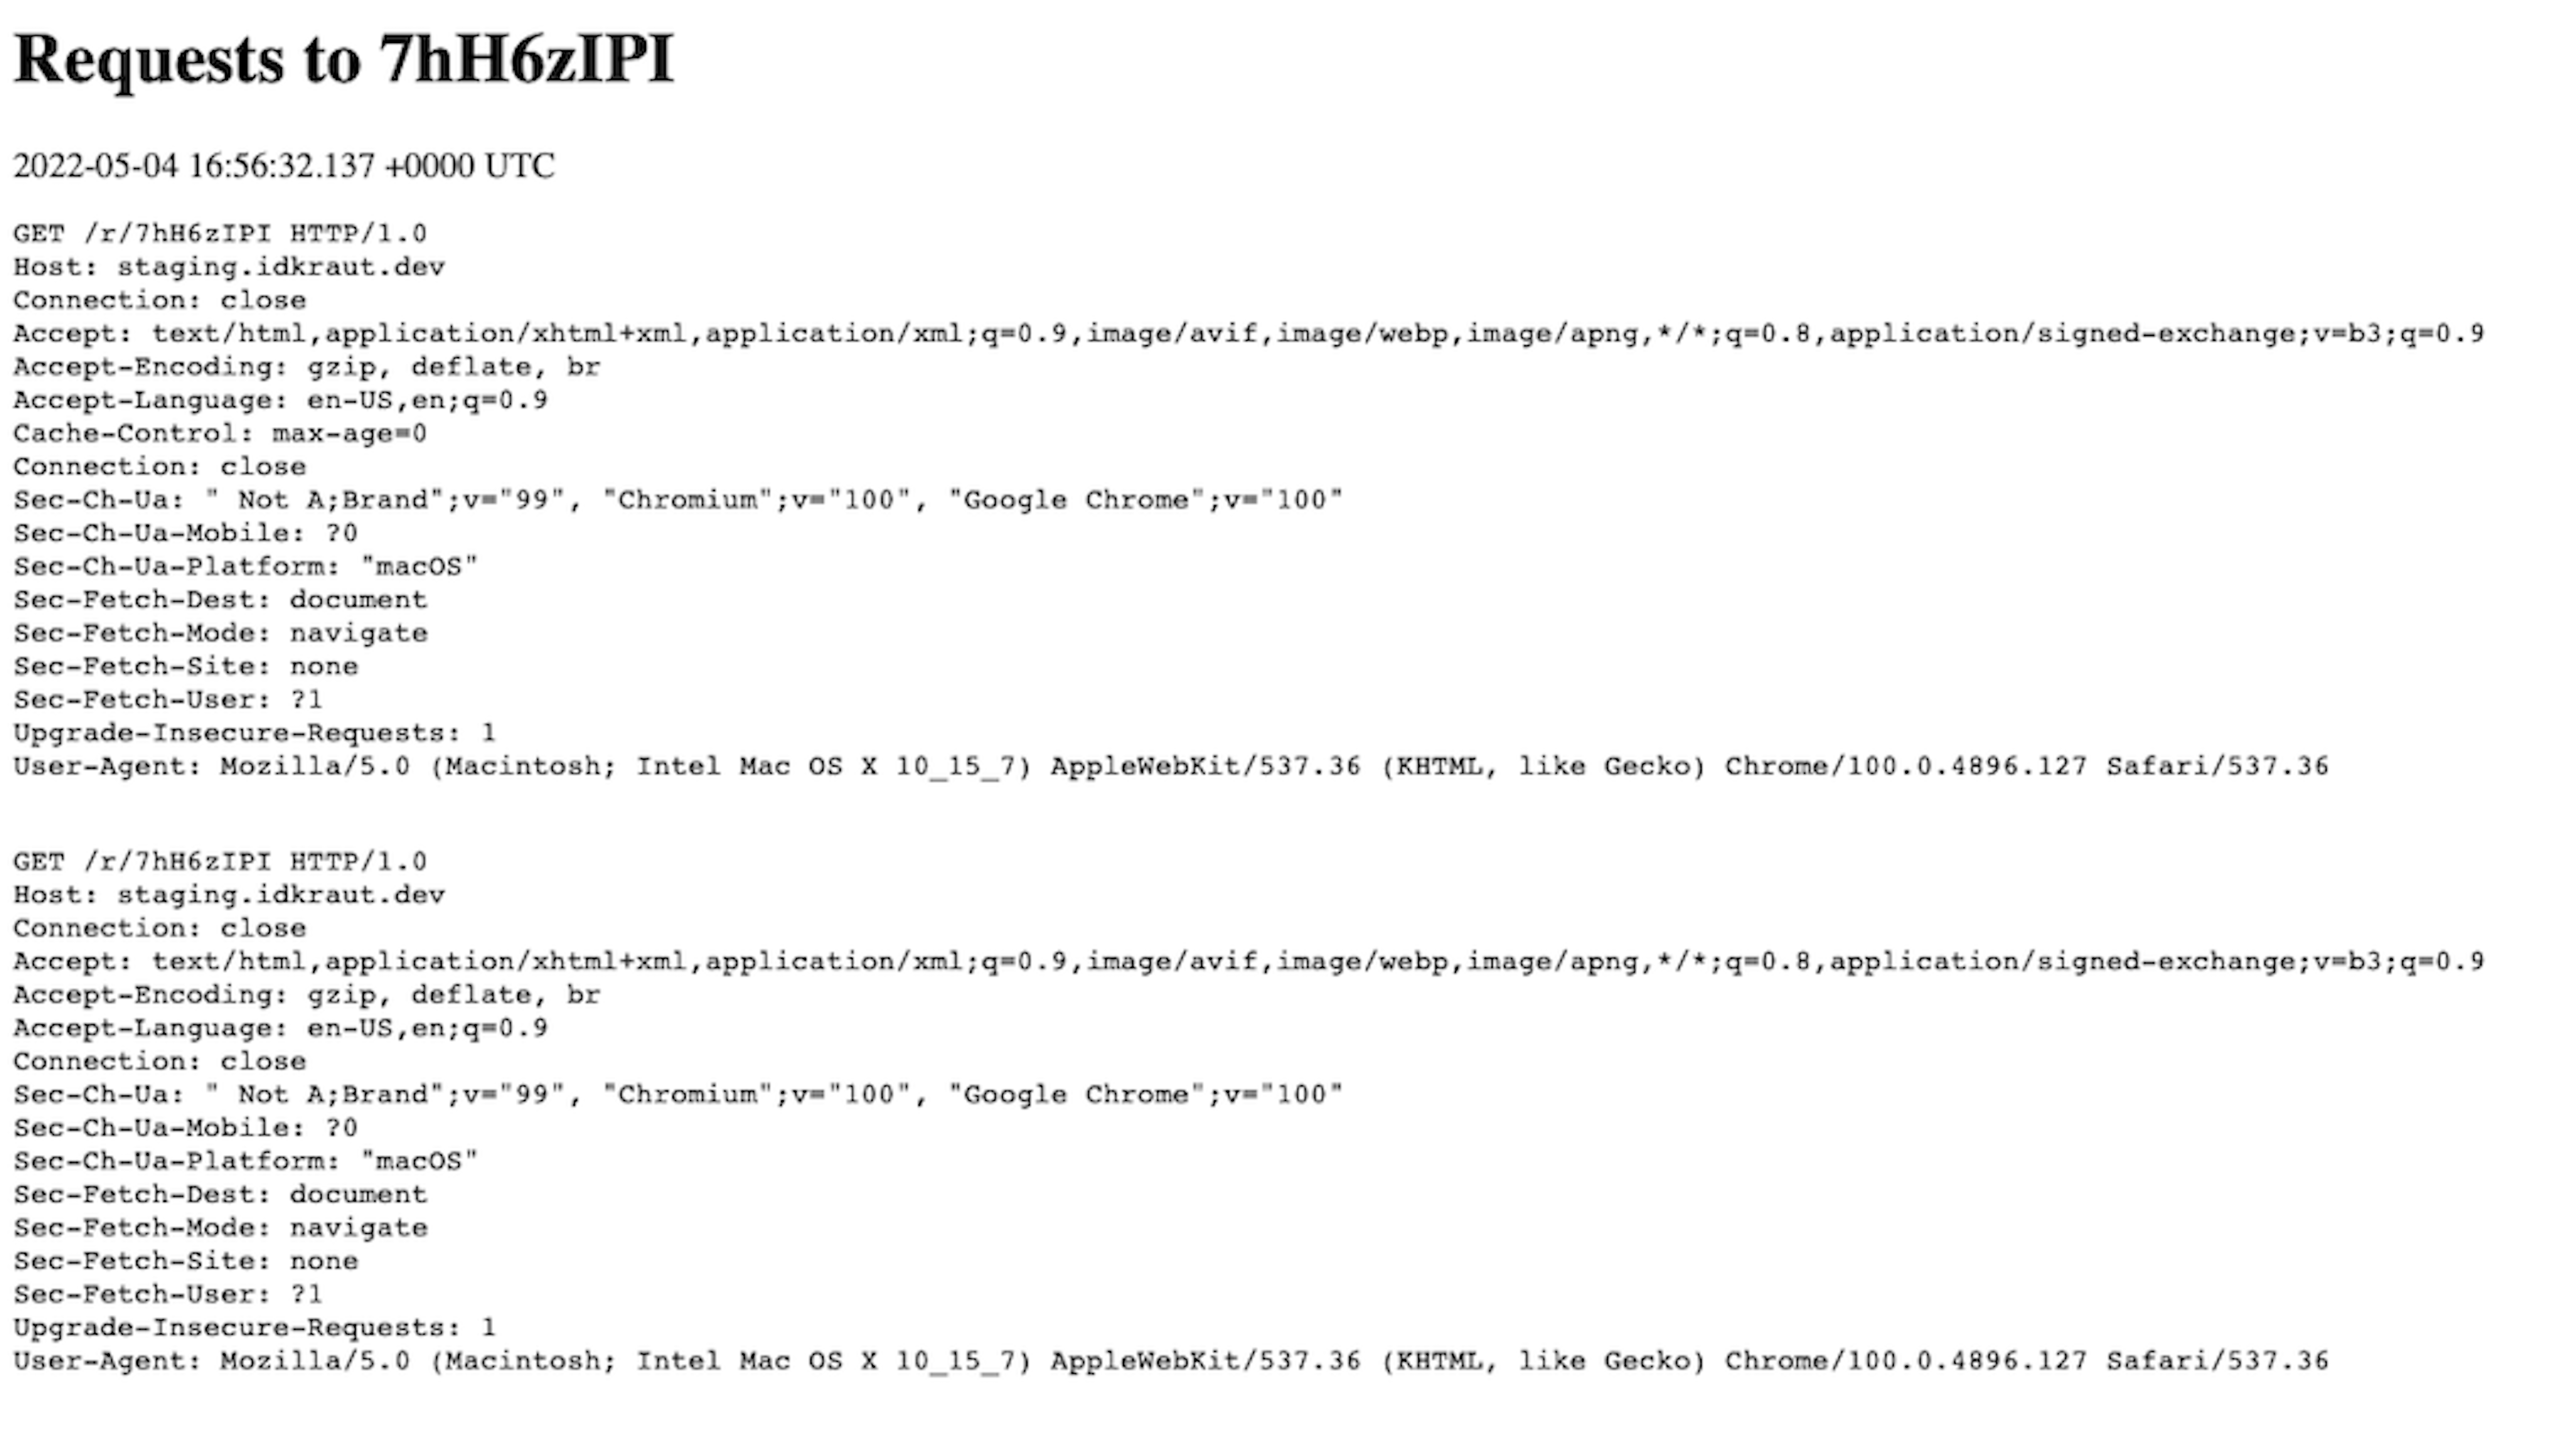 Requests to 7hH6zIPI
2022-05-04 16:56:32.137 +0000 UTC
GET /r/7hH6zIPI HTTP/1.0
Host: staging.idkraut.dev
Connection: close
Accept: text/html,application/xhtml+xml,application/xml;q=0.9,image/avif,image/webp,image/apng,*/*;q=0.8,application/signed-exchange;v=b3;q=0.9
Accept-Encoding: gzip, deflate, br
Accept-Language: en-US,en;q=0.9
Cache-Control: max-age=0
Connection: close
Sec-Ch-Ua: " Not A;Brand";v="99", "Chromium";v="100", "Google Chrome";v="100"
Sec-Ch-Ua-Mobile: ?0
Sec-Ch-Ua-Platform: "macOS"
Sec-Fetch-Dest: document
Sec-Fetch-Mode: navigate
Sec-Fetch-Site: none
Sec-Fetch-User: ?1
Upgrade-Insecure-Requests: 1
User-Agent: Mozilla/5.0 (Macintosh; Intel Mac OS X 10_15_7) AppleWebKit/537.36 (KHTML, like Gecko) Chrome/100.0.4896.127 Safari/537.36
GET /r/7hH6zIPI HTTP/1.0
Host: staging.idkraut.dev
Connection: close
Accept: text/html,application/xhtml+xml,application/xml;q=0.9,image/avif,image/webp,image/apng,*/*;q=0.8,application/signed-exchange;v=b3;q=0.9
Accept-Encoding: gzip, deflate, br
Accept-Language: en-US,en;q=0.9
Connection: close
Sec-Ch-Ua: " Not A;Brand";v="99", "Chromium";v="100", "Google Chrome";v="100"
Sec-Ch-Ua-Mobile: ?0
Sec-Ch-Ua-Platform: "macOS"
Sec-Fetch-Dest: document
Sec-Fetch-Mode: navigate
Sec-Fetch-Site: none
Sec-Fetch-User: ?1
Upgrade-Insecure-Requests: 1
User-Agent: Mozilla/5.0 (Macintosh; Intel Mac OS X 10_15_7) AppleWebKit/537.36 (KHTML, like Gecko) Chrome/100.0.4896.127 Safari/537.36